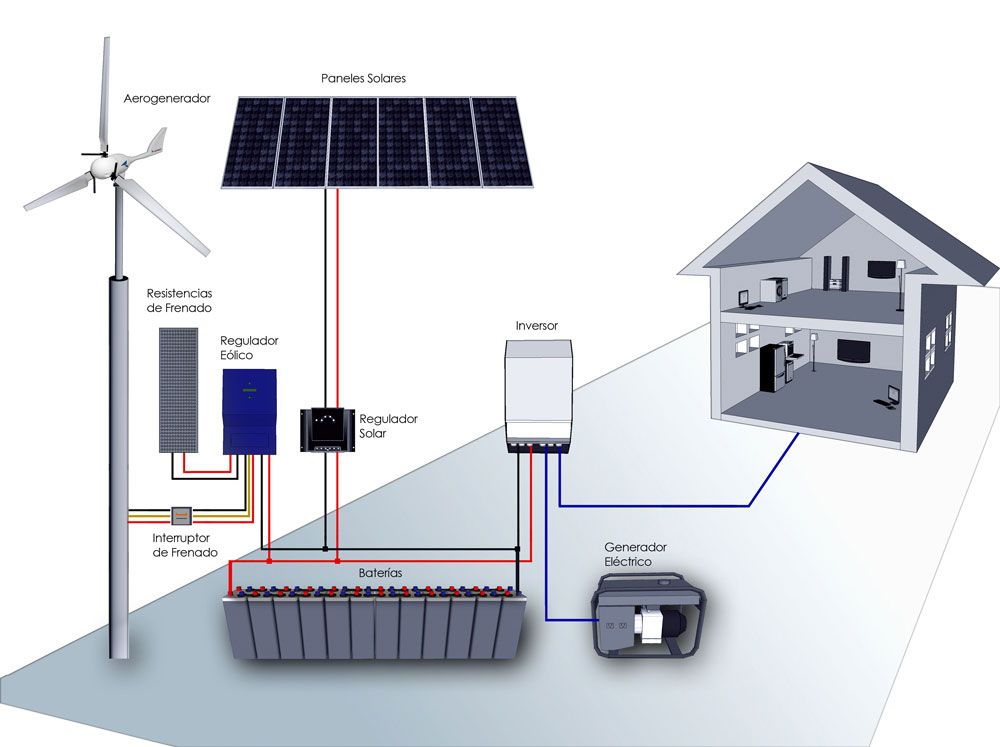 Paneles Solares
Aerogenerador
Resistencias
de Frenado
Regulador
Eólico
Inversor
Regulador
Solar
Interruptor
de Frenado
Generador
Eléctrico
Baterías